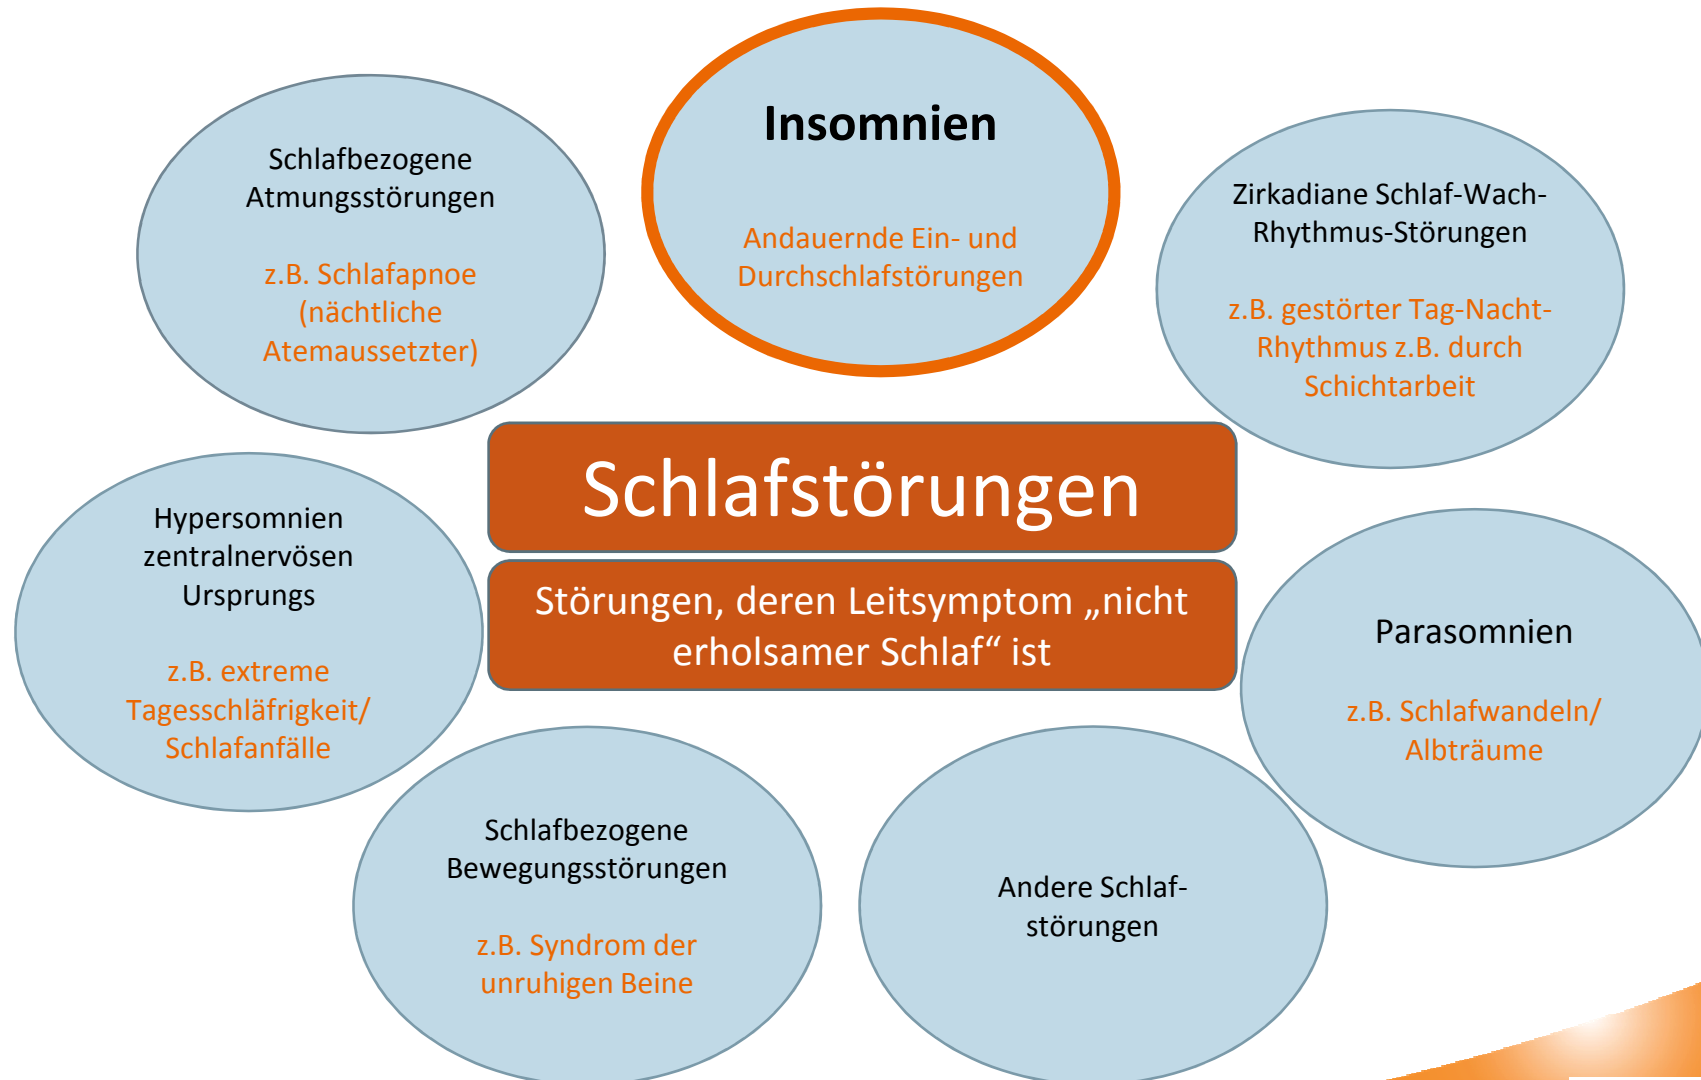 Insomnien
Andauernde Ein- und
Durchschlafstörungen
Schlafbezogene
Atmungsstörungen
z.B. Schlafapnoe
(nächtliche
Atemaussetzter)
Zirkadiane Schlaf-Wach-
Rhythmus-Störungen
z.B. gestörter Tag-Nacht-
Rhythmus z.B. durch
Schichtarbeit
Schlafstörungen
Störungen, deren Leitsymptom „nicht
erholsamer Schlaf“ ist
Hypersomnien
zentralnervösen
Ursprungs
z.B. extreme
Tagesschläfrigkeit/
Schlafanfälle
Parasomnien
z.B. Schlafwandeln/
Albträume
Schlafbezogene
Bewegungsstörungen
z.B. Syndrom der
unruhigen Beine
Andere Schlaf-
störungen